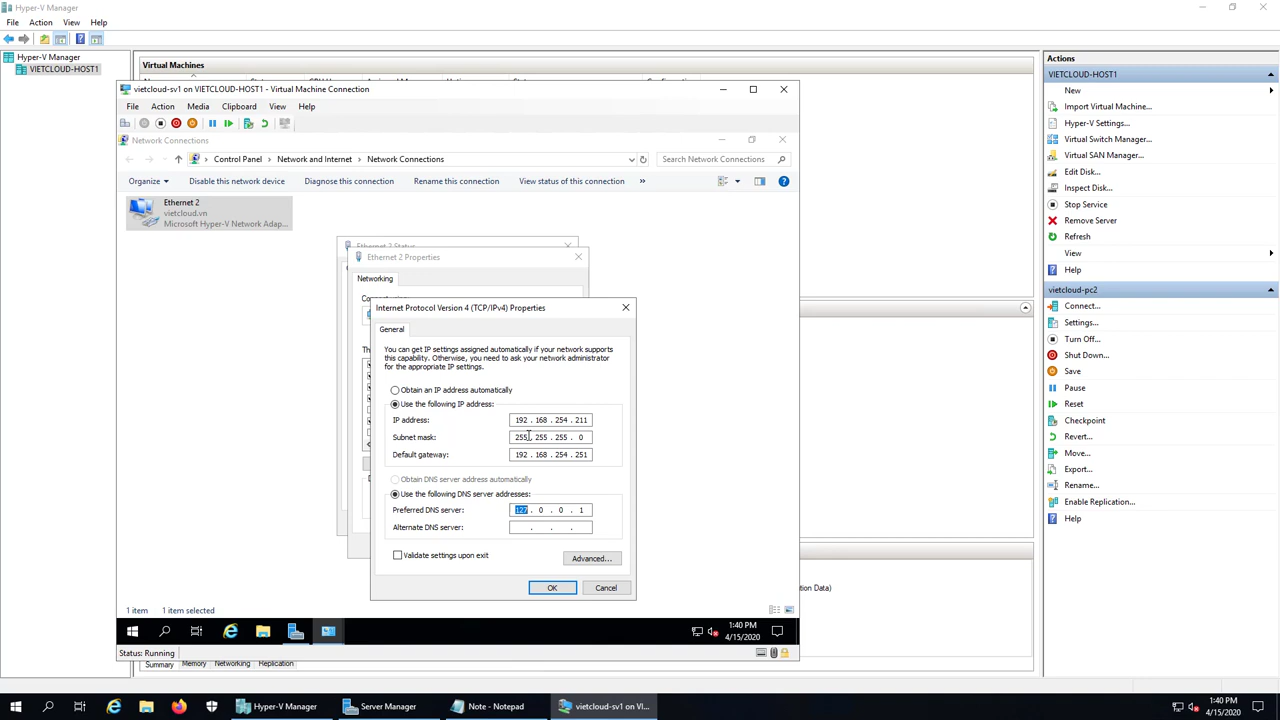 Hyper-V Manager
File Action View Help
Hyper-V Manager
VIETCLOUD-HOST1
Virtual Machines
vietcloud-sv1 on VIETCLOUD-HOST1 - Virtual Machine Connection
File Action Media Clipboard View Help
Network Connections
Control Panel > Network and Internet > Network Connections
Search Network Connections
Organize Disable this network device Diagnose this connection Rename this connection View status of this connection »
Ethernet 2
vietcloud.vn
Microsoft Hyper-V Network Adap...
Ethernet 2 Status
Ethernet 2 Properties
Networking
Internet Protocol Version 4 (TCP/IPv4) Properties
General
You can get IP settings assigned automatically if your network supports
this capability. Otherwise, you need to ask your network administrator
for the appropriate IP settings.
Obtain an IP address automatically
Use the following IP address:
IP address: 192 . 168 . 254 . 211
Subnet mask: 255 . 255 . 255 . 0
Default gateway: 192 . 168 . 254 . 251
Obtain DNS server address automatically
Use the following DNS server addresses:
Preferred DNS server: 127 . 0 . 0 . 1
Alternate DNS server: . . .
Validate settings upon exit
Advanced...
OK Cancel
1 item 1 item selected
1:40 PM
4/15/2020
Status: Running
Summary Memory Networking Replication
Actions
VIETCLOUD-HOST1
New
Import Virtual Machine...
Hyper-V Settings...
Virtual Switch Manager...
Virtual SAN Manager...
Edit Disk...
Inspect Disk...
Stop Service
Remove Server
Refresh
View
Help
vietcloud-pc2
Connect...
Settings...
Turn Off...
Shut Down...
Save
Pause
Reset
Checkpoint
Revert...
Move...
Export...
Rename...
Enable Replication...
Help
Hyper-V Manager Server Manager Note - Notepad vietcloud-sv1 on VI...
1:40 PM
4/15/2020